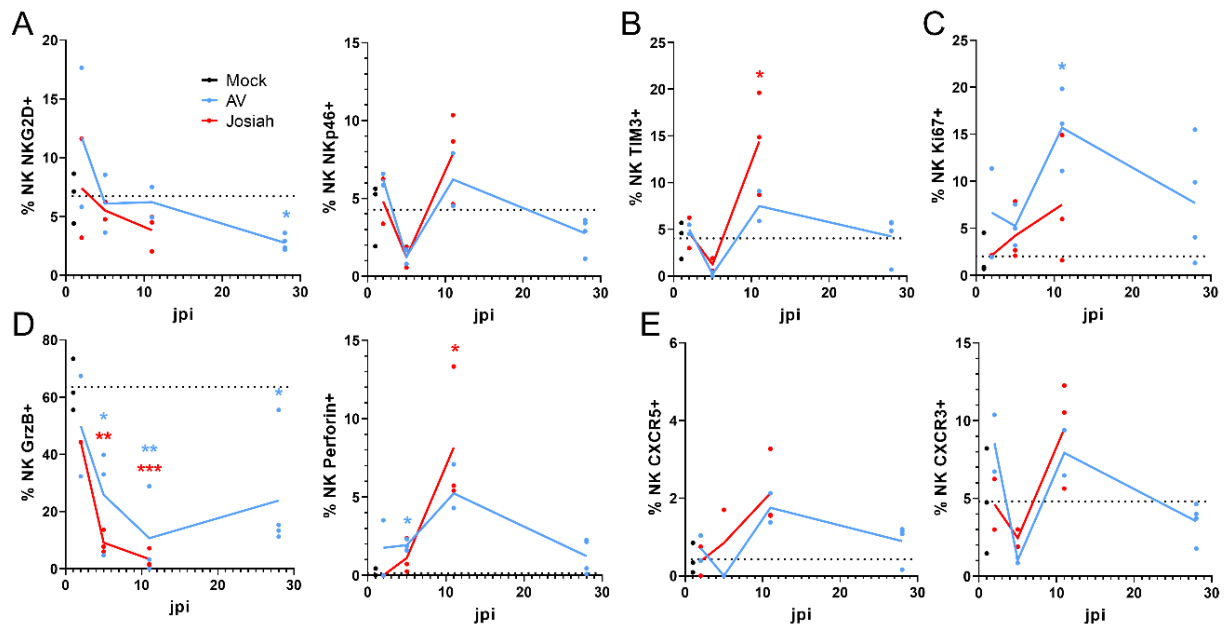 A
% NK NKG2D+
20
15
10
5
0
0 10 20 30
jpi
Mock
AV
Josiah
*
% NK NKp46+
15
10
5
0
0 10 20 30
jpi
B
% NK TIM3+
25
20
15
10
5
0
0 10 20 30
jpi
*
C
% NK Ki67+
25
20
15
10
5
0
0 10 20 30
jpi
*
D
% NK GrzB+
80
60
40
20
0
0 10 20 30
jpi
*
**
**
***
*
% NK Perforin+
15
10
5
0
0 10 20 30
jpi
*
*
E
% NK CXCR5+
6
4
2
0
0 10 20 30
jpi
% NK CXCR3+
15
10
5
0
0 10 20 30
jpi